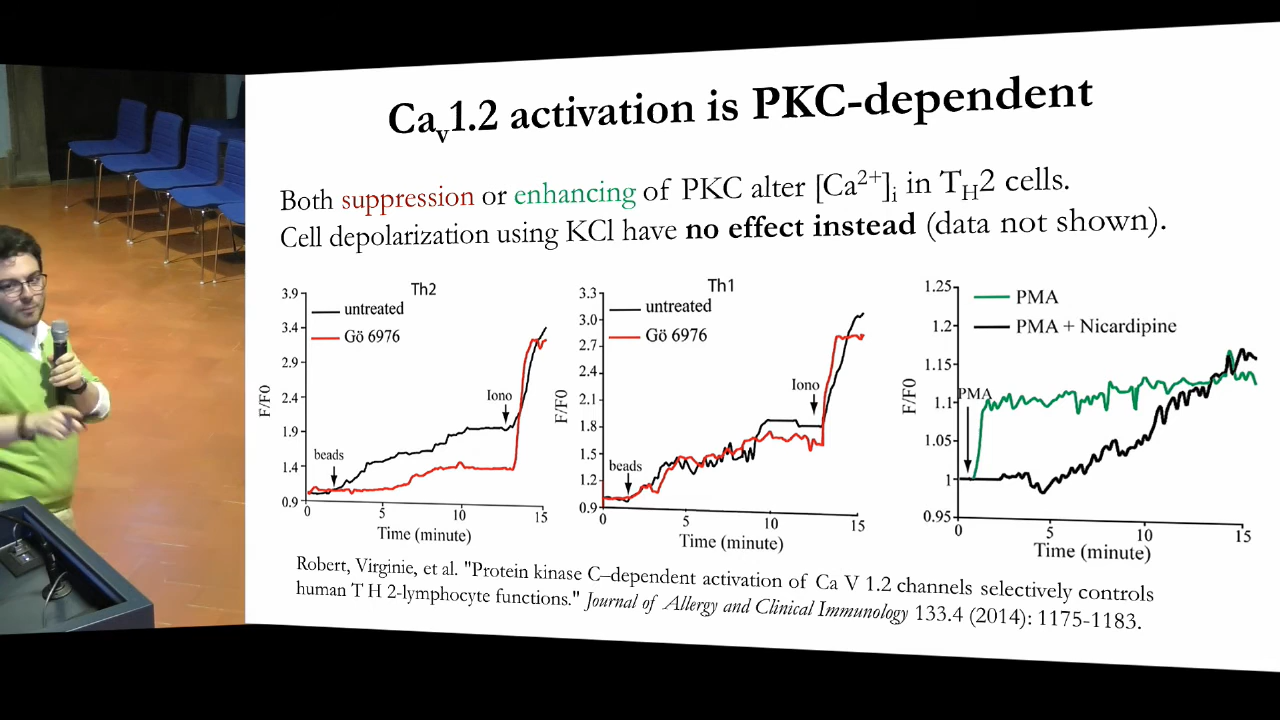 Cav1.2 activation is PKC-dependent
Both suppression or enhancing of PKC alter [Ca2+]i in TH2 cells.
Cell depolarization using KCl have no effect instead (data not shown).
Th2
3.9
3.4
2.9
2.4
1.9
1.4
0.9
F/F0
untreated
Gö 6976
beads
Iono
0 5 10 15
Time (minute)
Th1
3.3
3.0
2.7
2.4
2.1
1.8
1.5
1.2
0.9
F/F0
untreated
Gö 6976
beads
Iono
0 5 10 15
Time (minute)
1.25
1.2
1.15
1.1
1.05
1
0.95
F/F0
PMA
PMA + Nicardipine
PMA
0 5 10 15
Time (minute)
Robert, Virginie, et al. "Protein kinase C–dependent activation of Ca V 1.2 channels selectively controls
human T H 2-lymphocyte functions." Journal of Allergy and Clinical Immunology 133.4 (2014): 1175-1183.